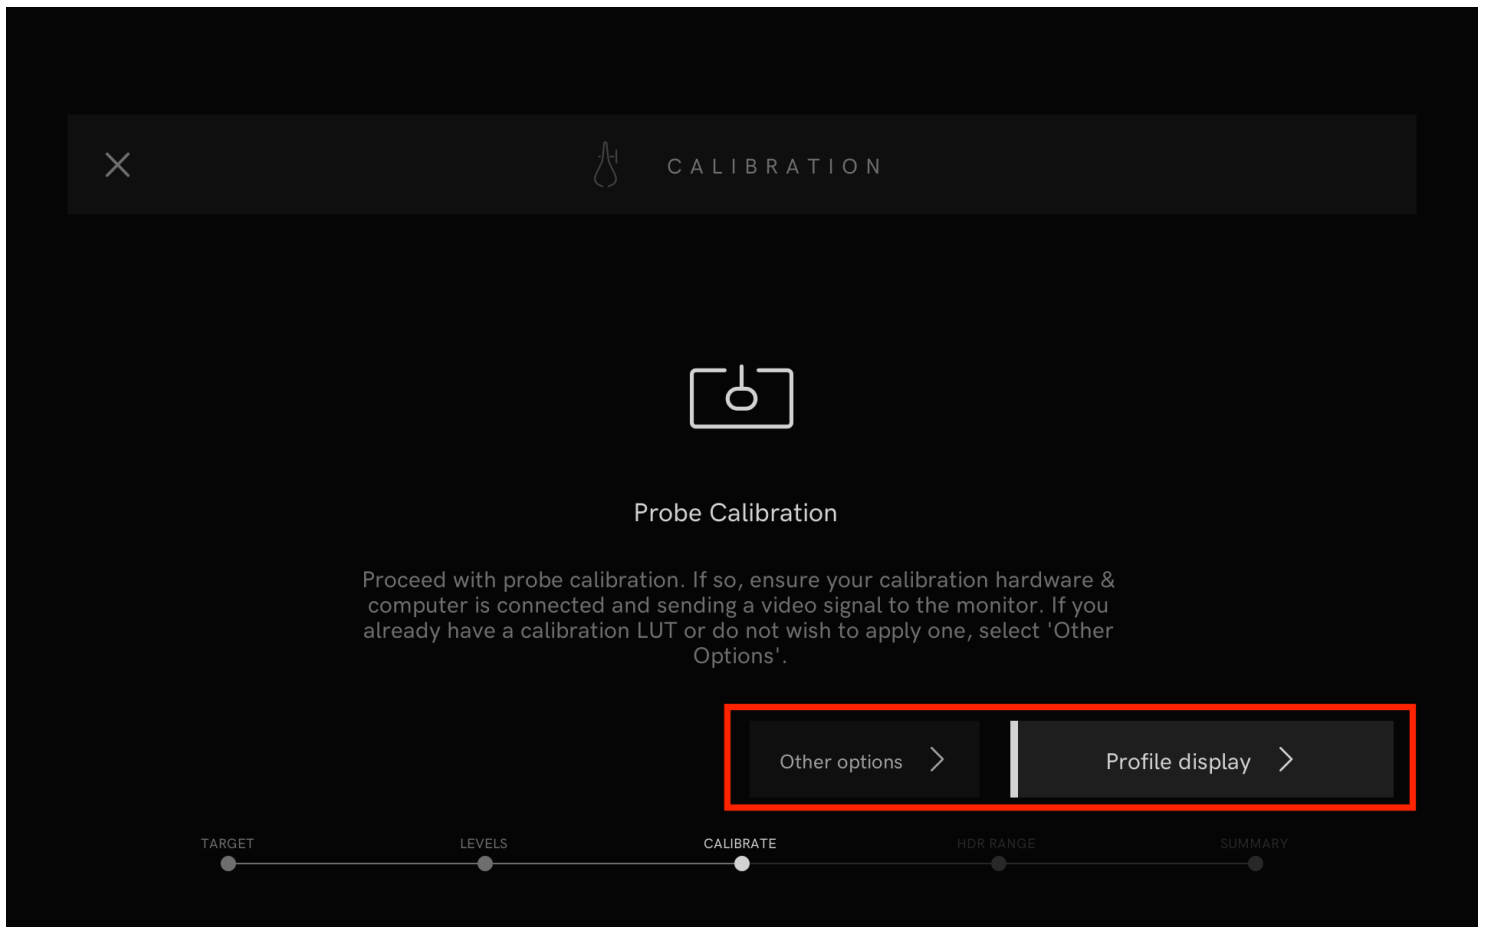 CALIBRATION
Probe Calibration
Proceed with probe calibration. If so, ensure your calibration hardware &
computer is connected and sending a video signal to the monitor. If you
already have a calibration LUT or do not wish to apply one, select 'Other
Options'.
Other options
Profile display
TARGET
LEVELS
CALIBRATE
HDR RANGE
SUMMARY